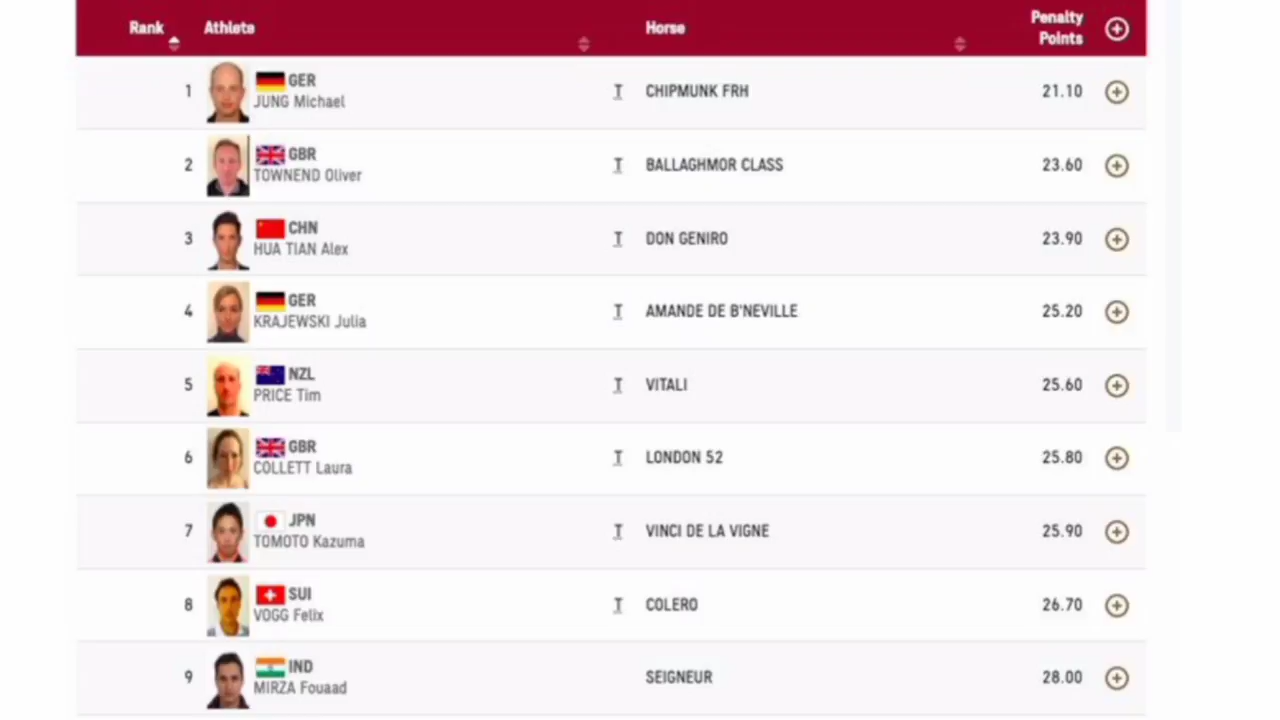 Rank Athlete Horse Penalty Points
1 GER JUNG Michael T CHIPMUNK FRH 21.10
2 GBR TOWNEND Oliver T BALLAGHMOR CLASS 23.60
3 CHN HUA TIAN Alex T DON GENIRO 23.90
4 GER KRAJEWSKI Julia T AMANDE DE B'NEVILLE 25.20
5 NZL PRICE Tim T VITALI 25.60
6 GBR COLLETT Laura T LONDON 52 25.80
7 JPN TOMOTO Kazuma T VINCI DE LA VIGNE 25.90
8 SUI VOGG Felix T COLERO 26.70
9 IND MIRZA Fouaad SEIGNEUR 28.00